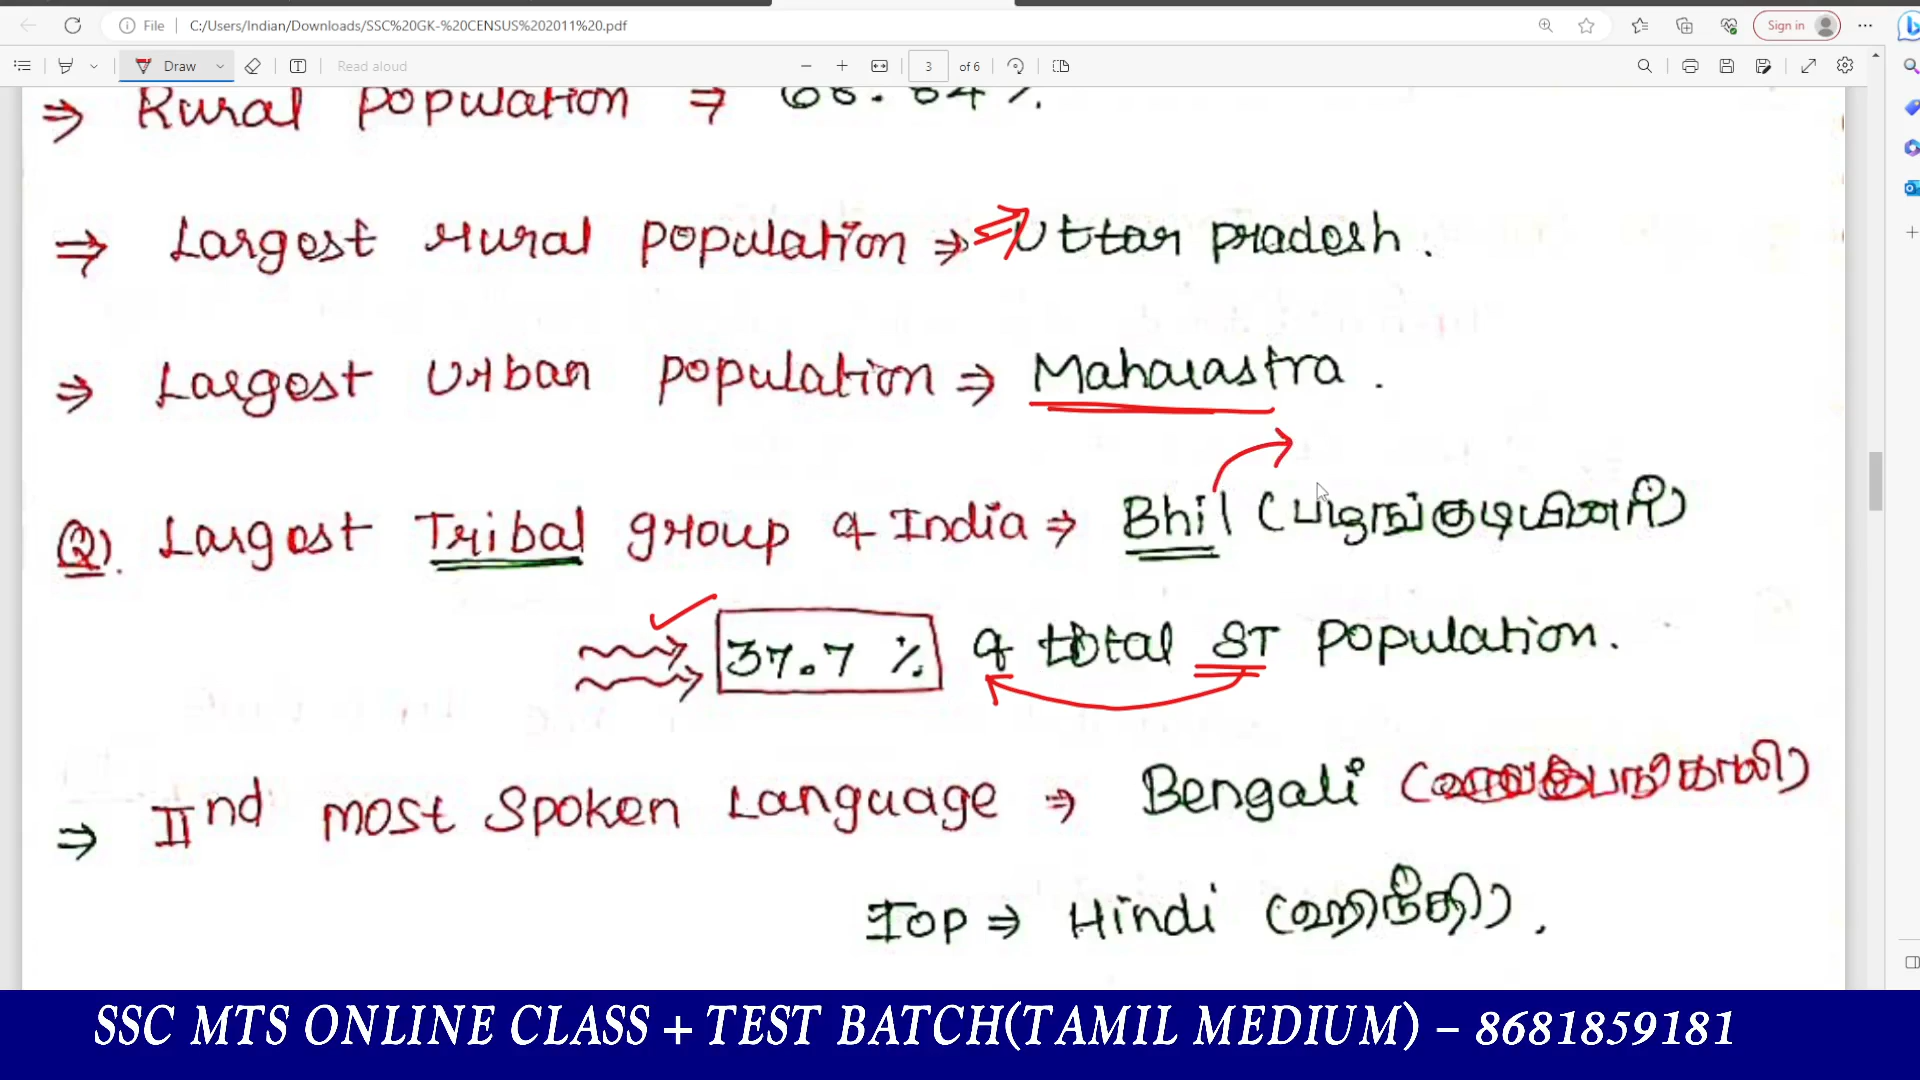 File C:/Users/Indian/Downloads/SSC%20GK-%20CENSUS%202011%20.pdf Sign in
Draw Read aloud 3 of 6
⇒ Rural Population ⇒ 68.84%.
⇒ Largest rural population ⇒ Uttar pradesh.
⇒ Largest Urban population ⇒ Maharastra.
Q). Largest Tribal group of India ⇒ Bhil (பழங்குடியினர்)
37.7 % of total ST population.
⇒ IInd most Spoken Language ⇒ Bengali
Top ⇒ Hindi (ஹிந்தி).
SSC MTS ONLINE CLASS + TEST BATCH(TAMIL MEDIUM) – 8681859181